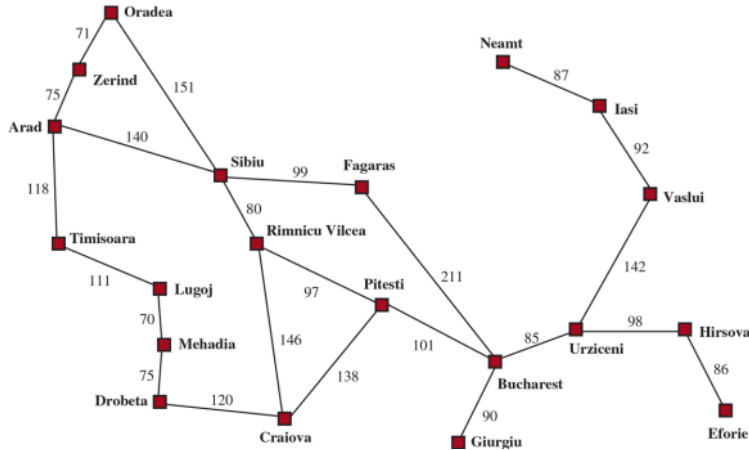 Oradea
71
Neamt
Zerind
87
151
75
Iasi
Arad
140
92
Sibiu
99
Fagaras
118
80
Vaslui
Timisoara
Rimnicu Vilcea
142
111
211
Lugoj
97
Pitesti
70
98
Hirsova
146
101
85
Urziceni
Mehadia
138
86
75
Bucharest
120
Drobeta
90
Craiova
Giurgiu
Eforie